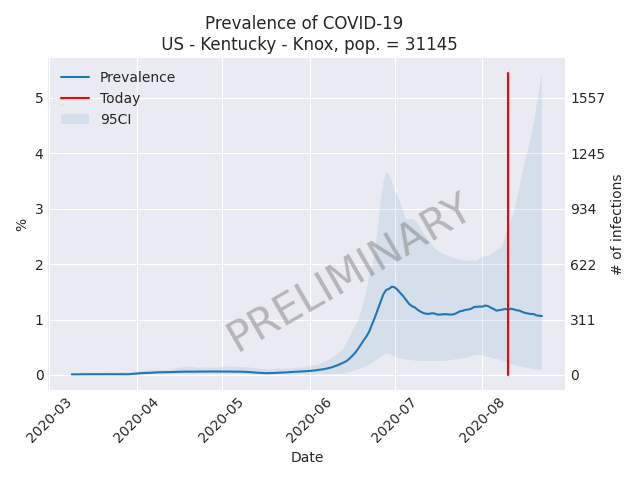 Prevalence of COVID-19
US - Kentucky - Knox, pop. = 31145
Prevalence
Today
95CI
PRELIMINARY
%
5
4
3
2
1
0
1557
1245
934
622
311
0
# of infections
2020-03
2020-04
2020-05
2020-06
2020-07
2020-08
Date